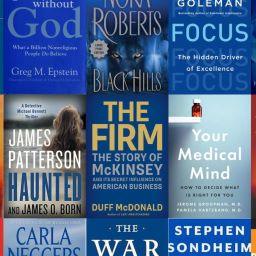 without
God
What a Billion Nonreligious
People Do Believe
Greg M. Epstein
NORA
ROBERTS
BLACK HILLS
GOLEMAN
FOCUS
The Hidden Driver
of Excellence
A Detective
Michael Bennett
Thriller
JAMES
PATTERSON
HAUNTED
AND JAMES O. BORN
THE
FIRM
THE STORY OF
McKINSEY
AND ITS SECRET INFLUENCE ON
AMERICAN BUSINESS
DUFF McDONALD
Your
Medical
Mind
HOW TO DECIDE WHAT
IS RIGHT FOR YOU
JEROME GROOPMAN, M.D.
PAMELA HARTZBAND, M.D.
CARLA
NEGGERS
THE
WAR
STEPHEN
SONDHEIM